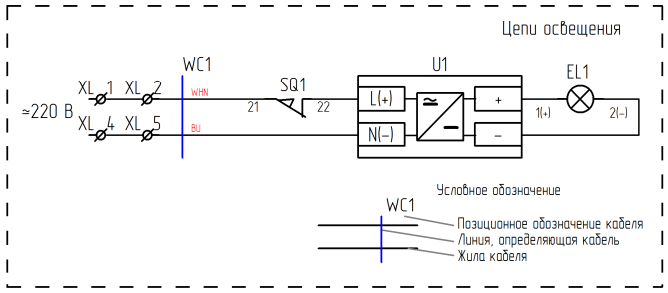 Цепи освещения
WC1 U1
SQ1 EL1
XL 1 XL 2 WHN
21 22 L(+) + 1(+) 2(-)
≃220 В
XL 4 XL 5 BU N(-) -
Условное обозначение
WC1
Позиционное обозначение кабеля
Линия, определяющая кабель
Жила кабеля